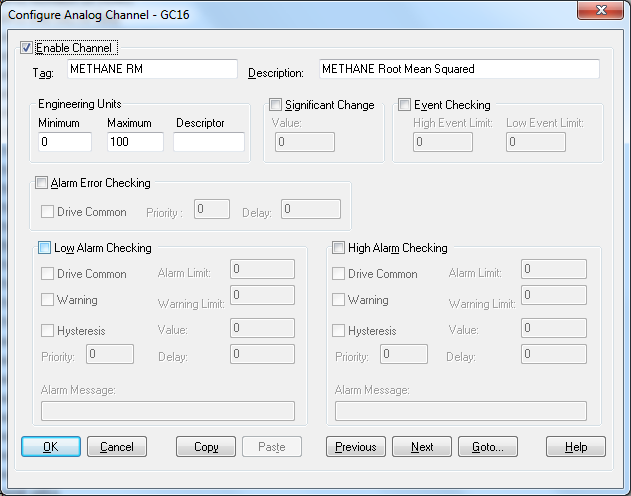 Configure Analog Channel - GC16
Enable Channel
Tag: METHANE RM Description: METHANE Root Mean Squared
Engineering Units
Minimum Maximum Descriptor
0 100
Significant Change
Value:
0
Event Checking
High Event Limit: Low Event Limit:
0 0
Alarm Error Checking
Drive Common Priority : 0 Delay: 0
Low Alarm Checking
Drive Common Alarm Limit: 0
Warning Warning Limit: 0
Hysteresis Value: 0
Priority: 0 Delay: 0
Alarm Message:
High Alarm Checking
Drive Common Alarm Limit: 0
Warning Warning Limit: 0
Hysteresis Value: 0
Priority: 0 Delay: 0
Alarm Message:
OK Cancel Copy Paste Previous Next Goto... Help